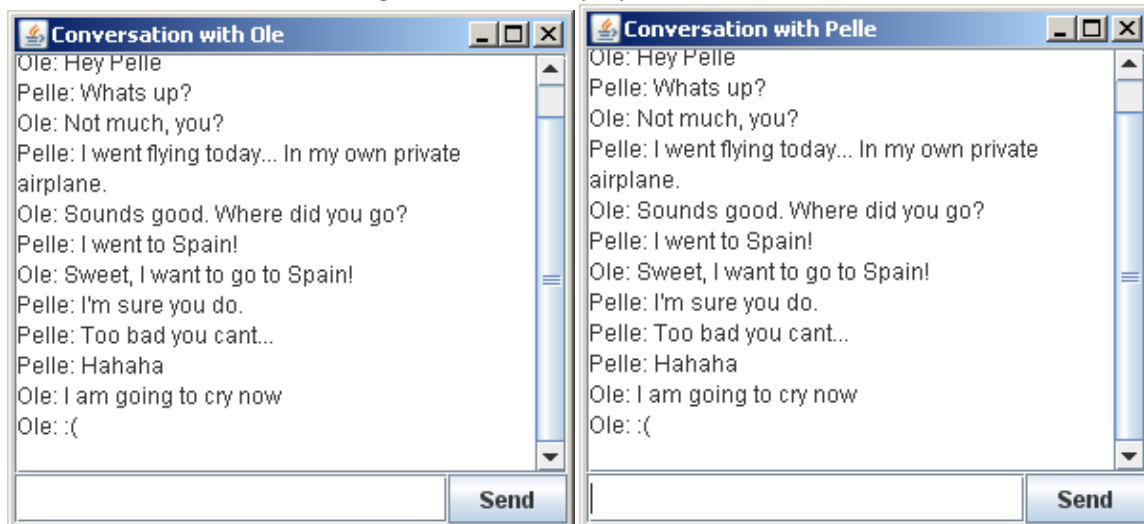 Conversation with Ole
Ole: Hey Pelle
Pelle: Whats up?
Ole: Not much, you?
Pelle: I went flying today... In my own private
airplane.
Ole: Sounds good. Where did you go?
Pelle: I went to Spain!
Ole: Sweet, I want to go to Spain!
Pelle: I'm sure you do.
Pelle: Too bad you cant...
Pelle: Hahaha
Ole: I am going to cry now
Ole: :(
Send
Conversation with Pelle
Ole: Hey Pelle
Pelle: Whats up?
Ole: Not much, you?
Pelle: I went flying today... In my own private
airplane.
Ole: Sounds good. Where did you go?
Pelle: I went to Spain!
Ole: Sweet, I want to go to Spain!
Pelle: I'm sure you do.
Pelle: Too bad you cant...
Pelle: Hahaha
Ole: I am going to cry now
Ole: :(
Send